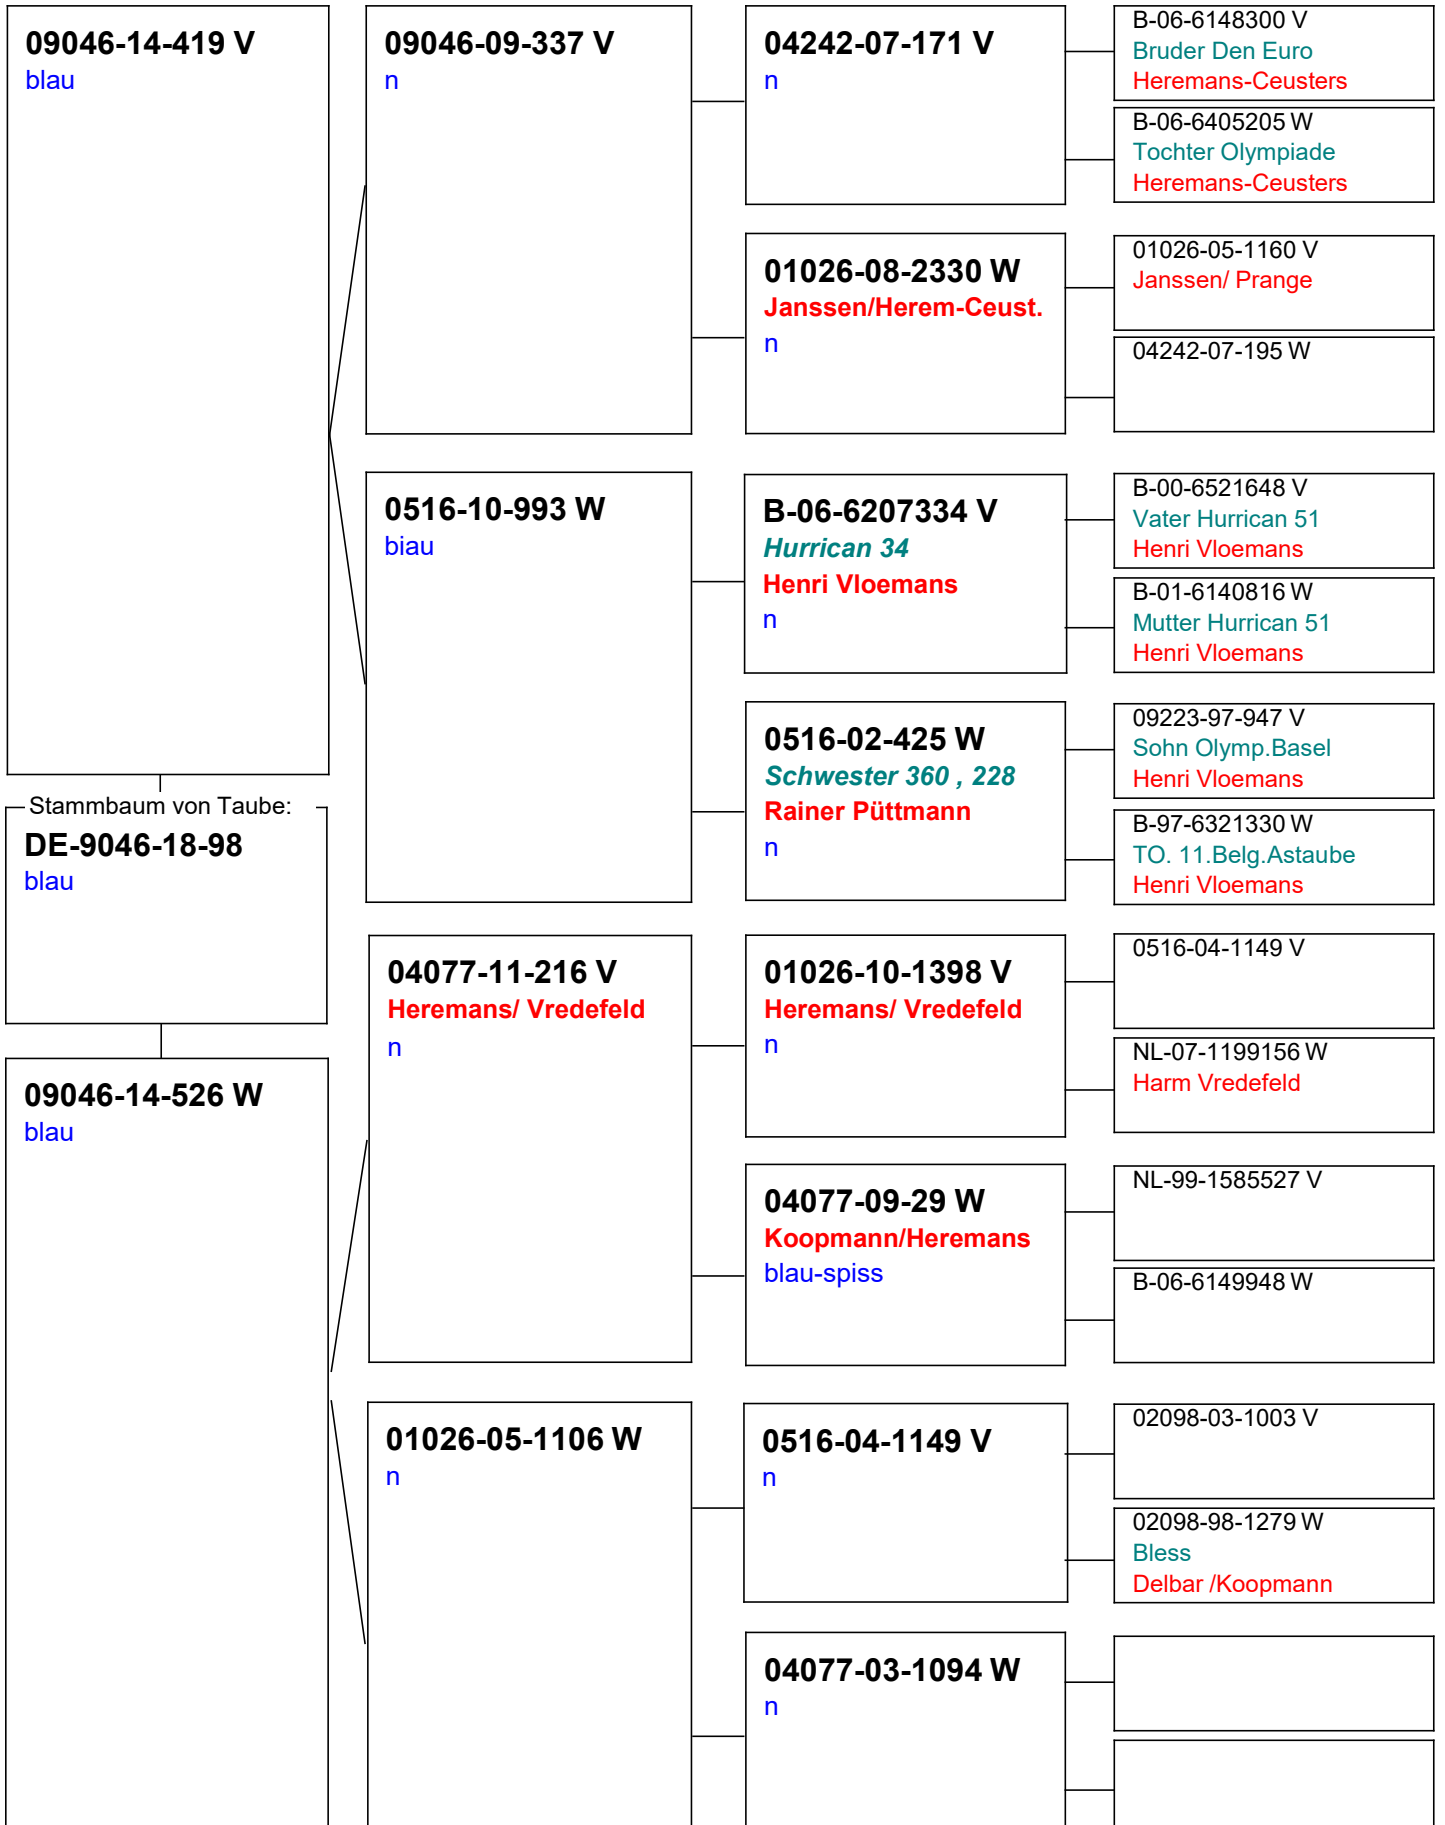 09046-14-419 V
blau
Stammbaum von Taube:
DE-9046-18-98
blau
09046-14-526 W
blau
09046-09-337 V
n
0516-10-993 W
biau
04077-11-216 V
Heremans/ Vredefeld
n
01026-05-1106 W
n
04242-07-171 V
n
01026-08-2330 W
Janssen/Herem-Ceust.
n
B-06-6207334 V
Hurrican 34
Henri Vloemans
n
0516-02-425 W
Schwester 360 , 228
Rainer Püttmann
n
01026-10-1398 V
Heremans/ Vredefeld
n
04077-09-29 W
Koopmann/Heremans
blau-spiss
0516-04-1149 V
n
04077-03-1094 W
n
B-06-6148300 V
Bruder Den Euro
Heremans-Ceusters
B-06-6405205 W
Tochter Olympiade
Heremans-Ceusters
01026-05-1160 V
Janssen/ Prange
04242-07-195 W
B-00-6521648 V
Vater Hurrican 51
Henri Vloemans
B-01-6140816 W
Mutter Hurrican 51
Henri Vloemans
09223-97-947 V
Sohn Olymp.Basel
Henri Vloemans
B-97-6321330 W
TO. 11.Belg.Astaube
Henri Vloemans
0516-04-1149 V
NL-07-1199156 W
Harm Vredefeld
NL-99-1585527 V
B-06-6149948 W
02098-03-1003 V
02098-98-1279 W
Bless
Delbar /Koopmann